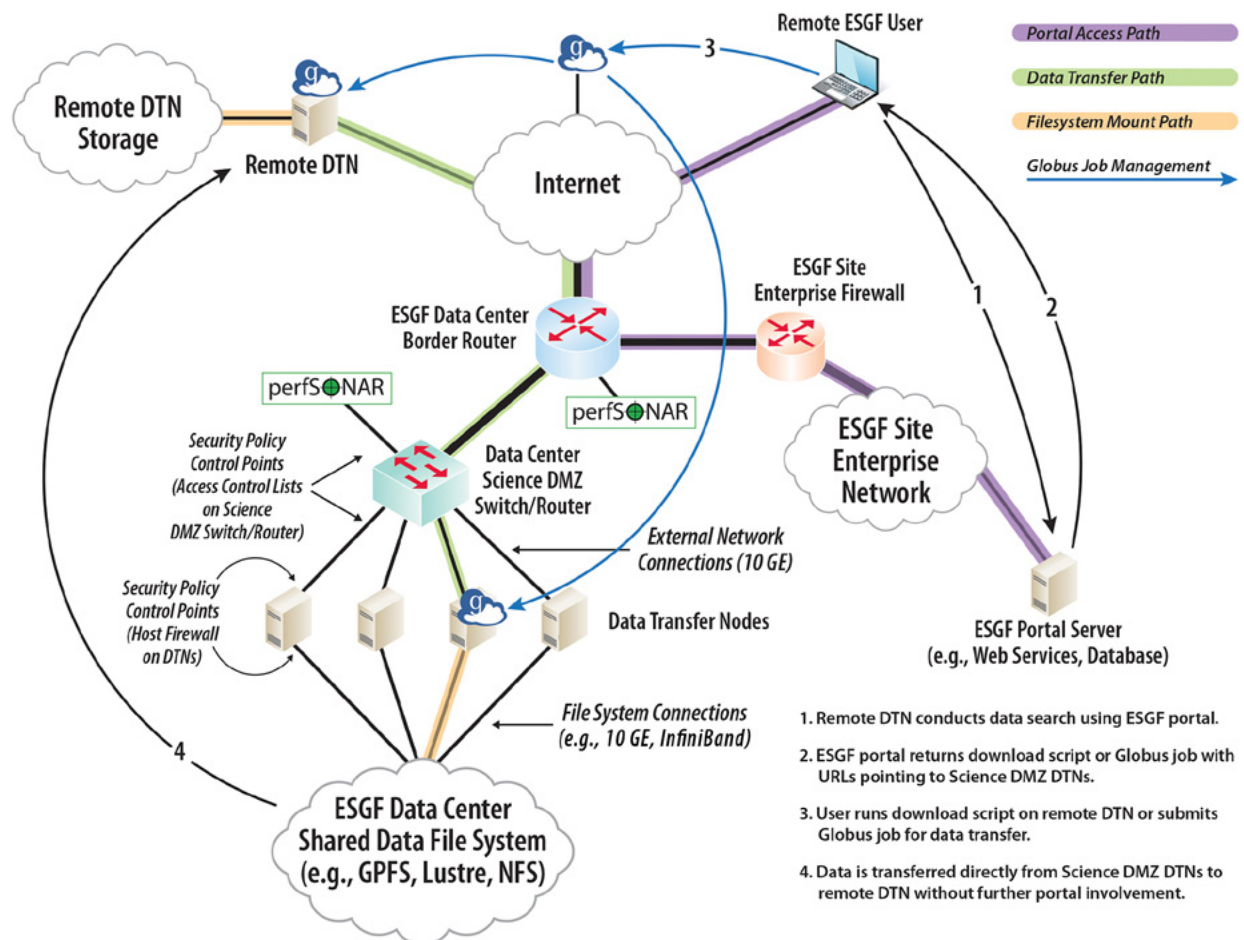 Remote ESGF User
3
Portal Access Path
Data Transfer Path
Filesystem Mount Path
Globus Job Management
g
g
Remote DTN
Storage
Remote DTN
Internet
ESGF Site
Enterprise Firewall
1
2
ESGF Data Center
Border Router
perfSONAR
perfSONAR
ESGF Site
Enterprise
Network
Security Policy
Control Points
(Access Control Lists
on Science
DMZ Switch/Router)
Data Center
Science DMZ
Switch/Router
External Network
Connections (10 GE)
Security Policy
Control Points
(Host Firewall
on DTNs)
g
Data Transfer Nodes
ESGF Portal Server
(e.g., Web Services, Database)
File System Connections
(e.g., 10 GE, InfiniBand)
4
ESGF Data Center
Shared Data File System
(e.g., GPFS, Lustre, NFS)
1. Remote DTN conducts data search using ESGF portal.
2. ESGF portal returns download script or Globus job with
URLs pointing to Science DMZ DTNs.
3. User runs download script on remote DTN or submits
Globus job for data transfer.
4. Data is transferred directly from Science DMZ DTNs to
remote DTN without further portal involvement.